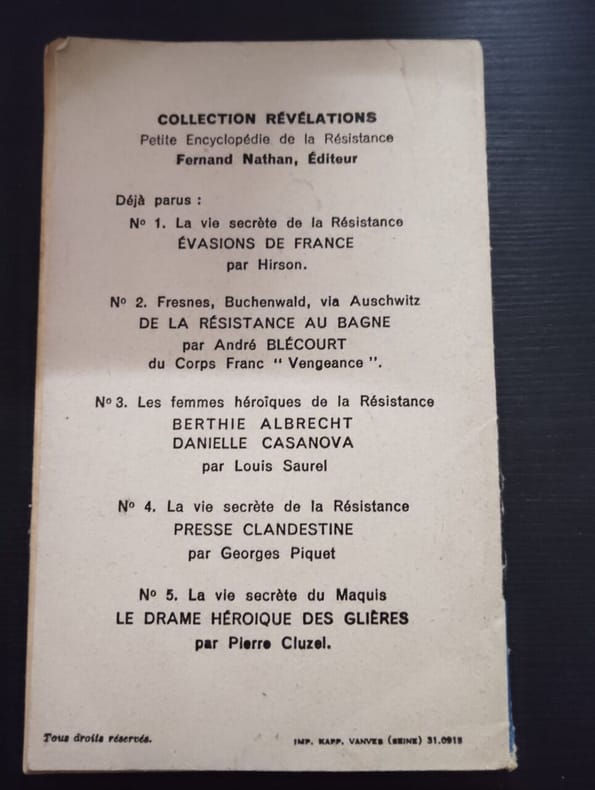 COLLECTION RÉVÉLATIONS
Petite Encyclopédie de la Résistance
Fernand Nathan, Éditeur
Déjà parus :
Nº 1. La vie secrète de la Résistance
ÉVASIONS DE FRANCE
par Hirson.
Nº 2. Fresnes, Buchenwald, via Auschwitz
DE LA RÉSISTANCE AU BAGNE
par André BLÉCOURT
du Corps Franc " Vengeance ".
Nº 3. Les femmes héroïques de la Résistance
BERTHIE ALBRECHT
DANIELLE CASANOVA
par Louis Saurel
Nº 4. La vie secrète de la Résistance
PRESSE CLANDESTINE
par Georges Piquet
Nº 5. La vie secrète du Maquis
LE DRAME HÉROIQUE DES GLIÈRES
par Pierre Cluzel.
Tous droits réservés.
IMP. KAPP. VANVES (SEINE) 31.0915